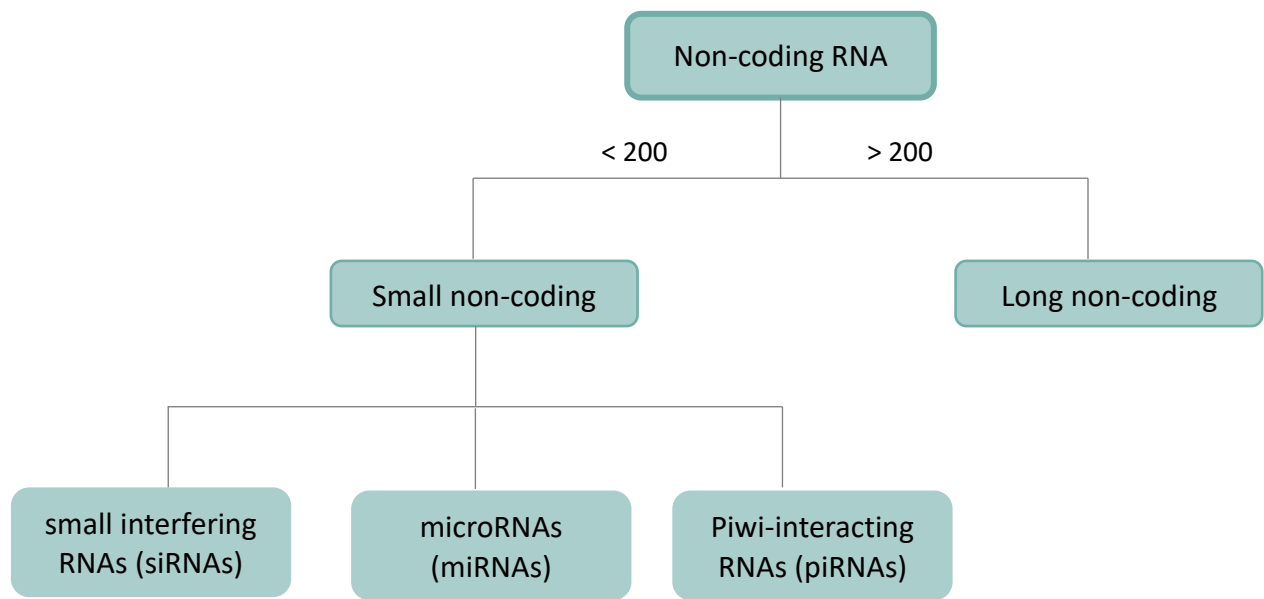 Non-coding RNA
< 200
> 200
Small non-coding
Long non-coding
small interfering
RNAs (siRNAs)
microRNAs
(miRNAs)
Piwi-interacting
RNAs (piRNAs)